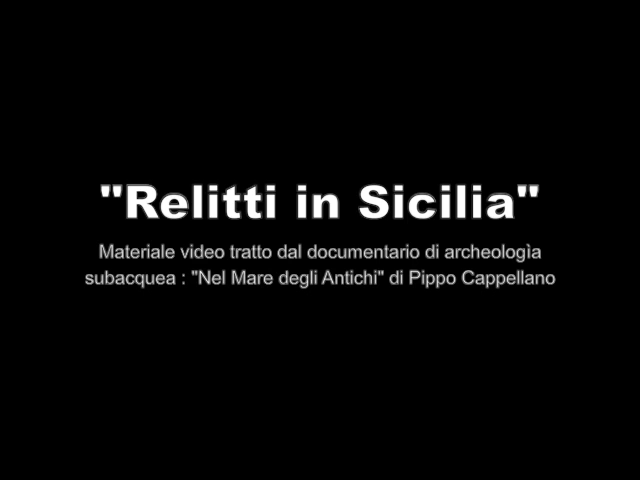 "Relitti in Sicilia"
Materiale video tratto dal documentario di archeologìa
subacquea : "Nel Mare degli Antichi" di Pippo Cappellano